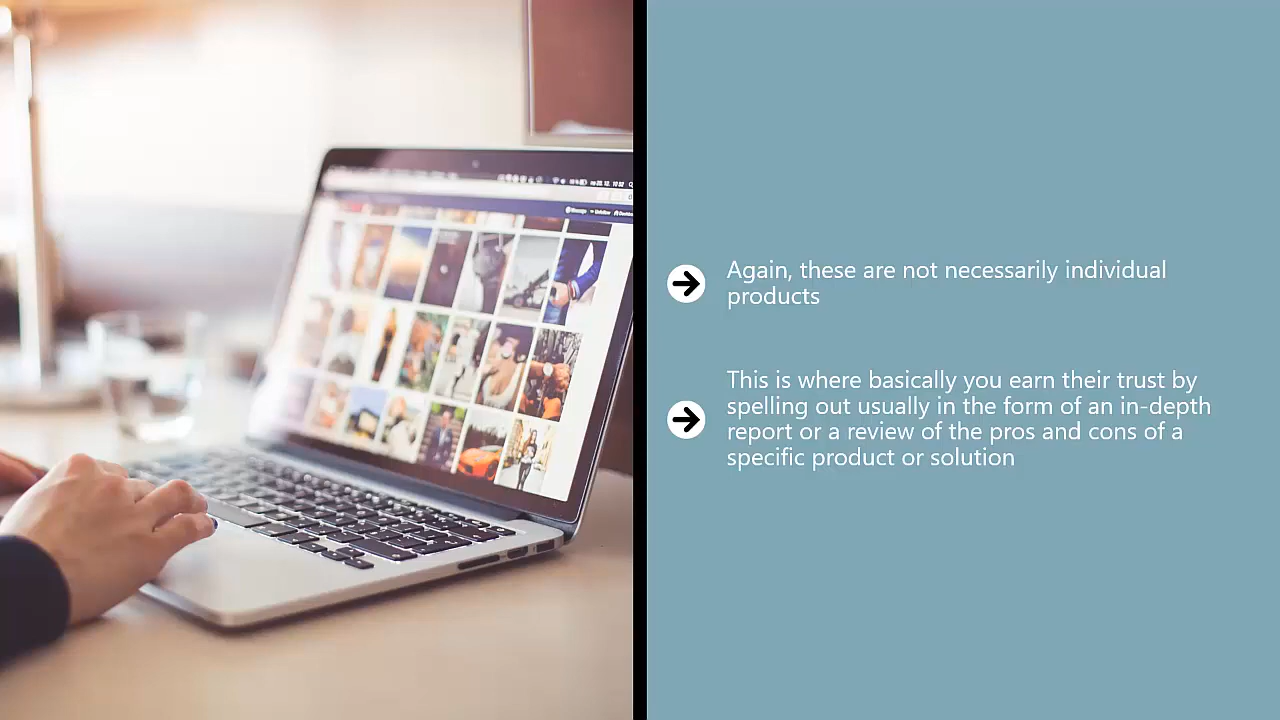 Again, these are not necessarily individual
products
This is where basically you earn their trust by
spelling out usually in the form of an in-depth
report or a review of the pros and cons of a
specific product or solution